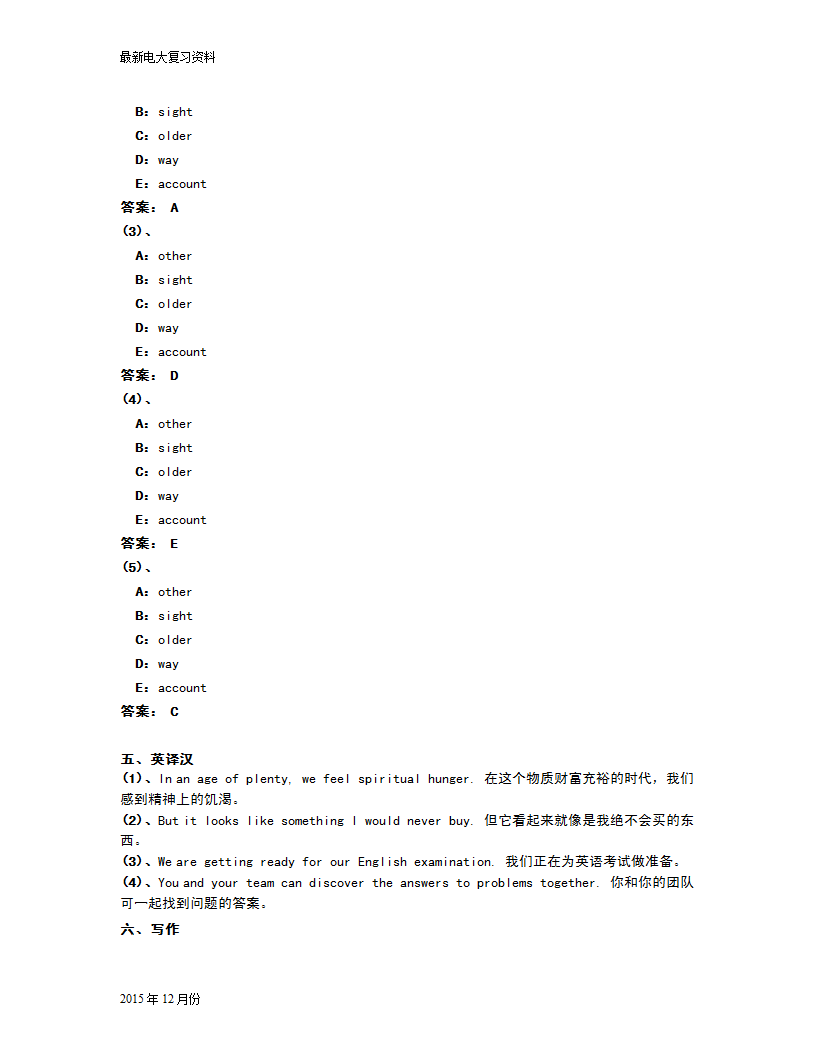 最新电大复习资料
B：sight
C：older
D：way
E：account
答案： A
(3)、
A：other
B：sight
C：older
D：way
E：account
答案： D
(4)、
A：other
B：sight
C：older
D：way
E：account
答案： E
(5)、
A：other
B：sight
C：older
D：way
E：account
答案： C
五、英译汉
(1)、In an age of plenty, we feel spiritual hunger. 在这个物质财富充裕的时代，我们
感到精神上的饥渴。
(2)、But it looks like something I would never buy. 但它看起来就像是我绝不会买的东
西。
(3)、We are getting ready for our English examination. 我们正在为英语考试做准备。
(4)、You and your team can discover the answers to problems together. 你和你的团队
可一起找到问题的答案。
六、写作
2015 年 12 月份